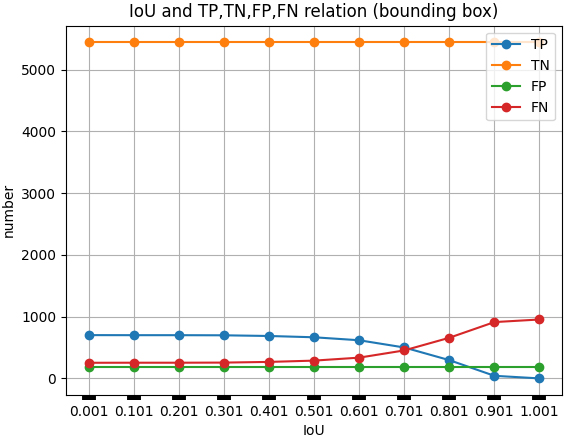 IoU and TP,TN,FP,FN relation (bounding box)
TP
TN
FP
FN
5000
4000
3000
2000
1000
0
number
0.001 0.101 0.201 0.301 0.401 0.501 0.601 0.701 0.801 0.901 1.001
IoU